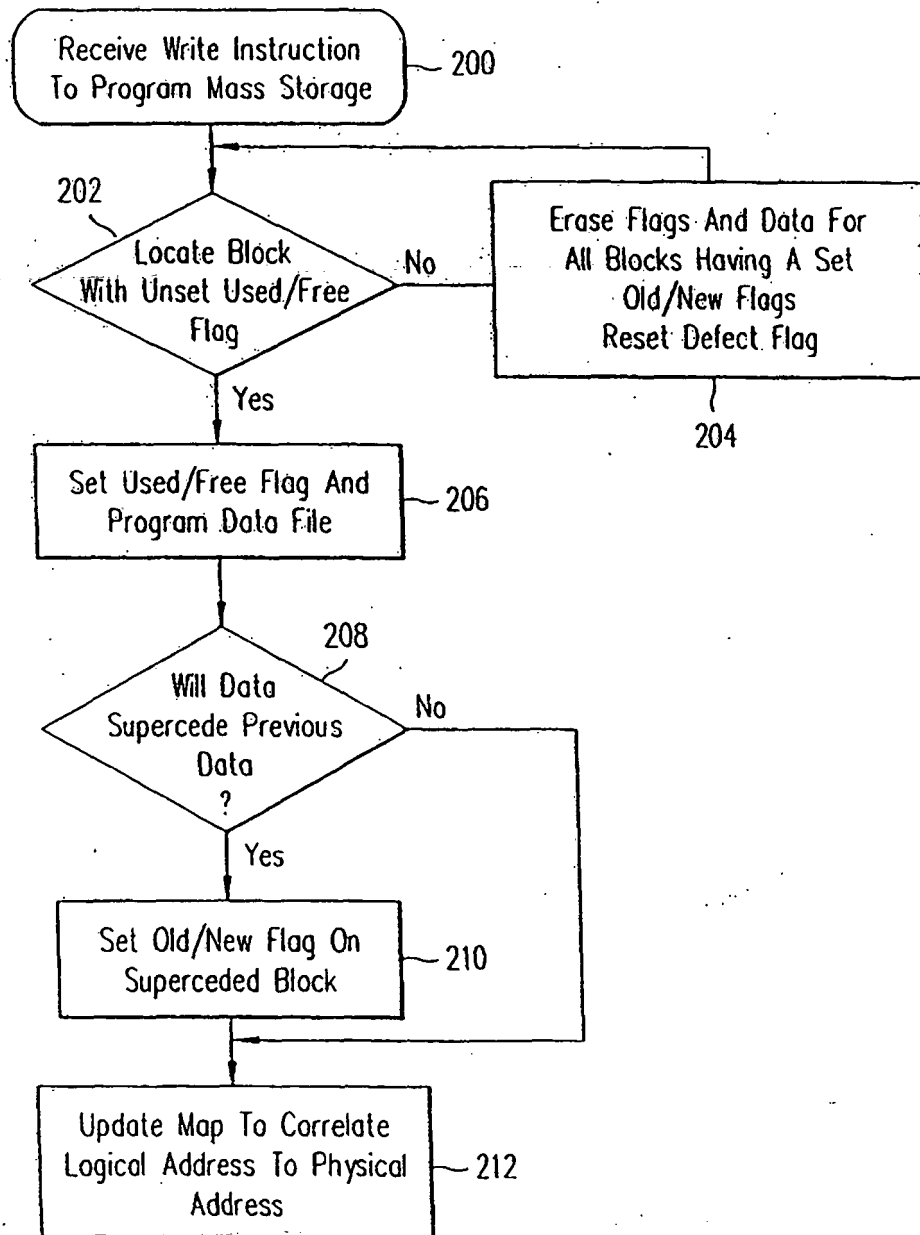 Receive Write Instruction
To Program Mass Storage
200
202
Locate Block
With Unset Used/Free
Flag
No
Erase Flags And Data For
All Blocks Having A Set
Old/New Flags
Reset Defect Flag
204
Yes
Set Used/Free Flag And
Program Data File
206
208
Will Data
Supercede Previous
Data
?
No
Yes
Set Old/New Flag On
Superceded Block
210
Update Map To Correlate
Logical Address To Physical
Address
212